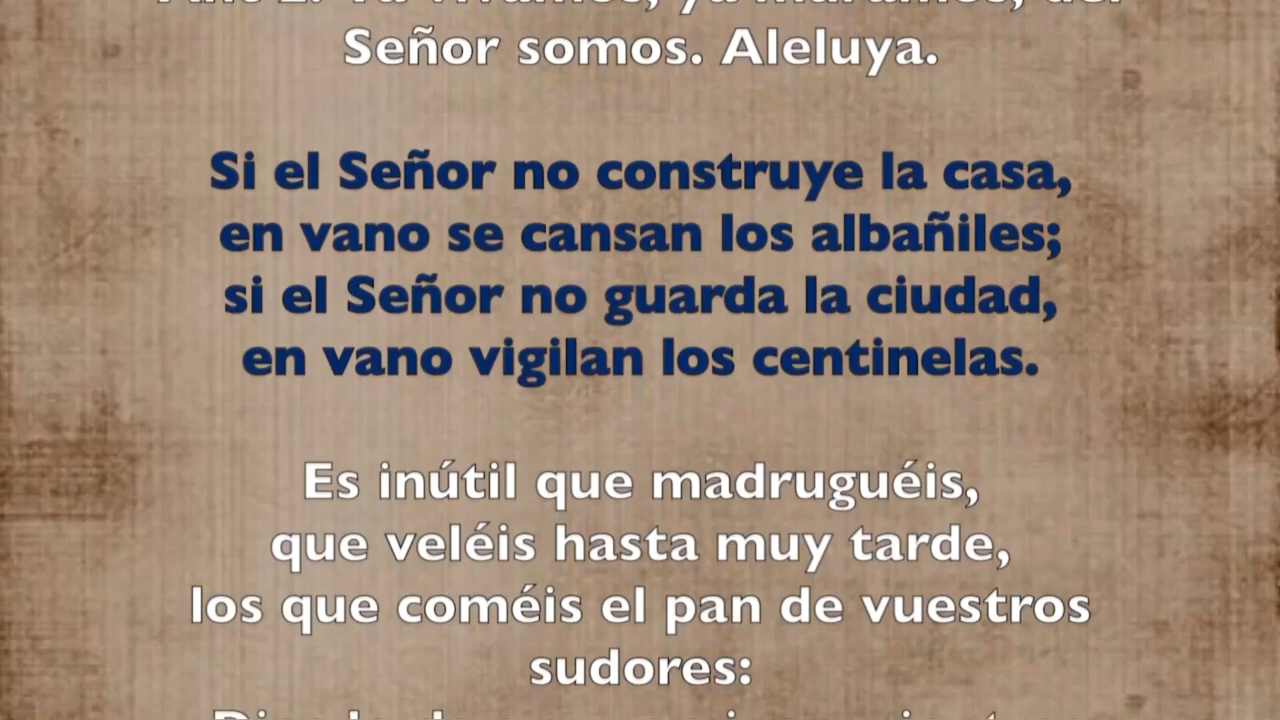 Señor somos. Aleluya.
Si el Señor no construye la casa,
en vano se cansan los albañiles;
si el Señor no guarda la ciudad,
en vano vigilan los centinelas.
Es inútil que madruguéis,
que veléis hasta muy tarde,
los que coméis el pan de vuestros
sudores: